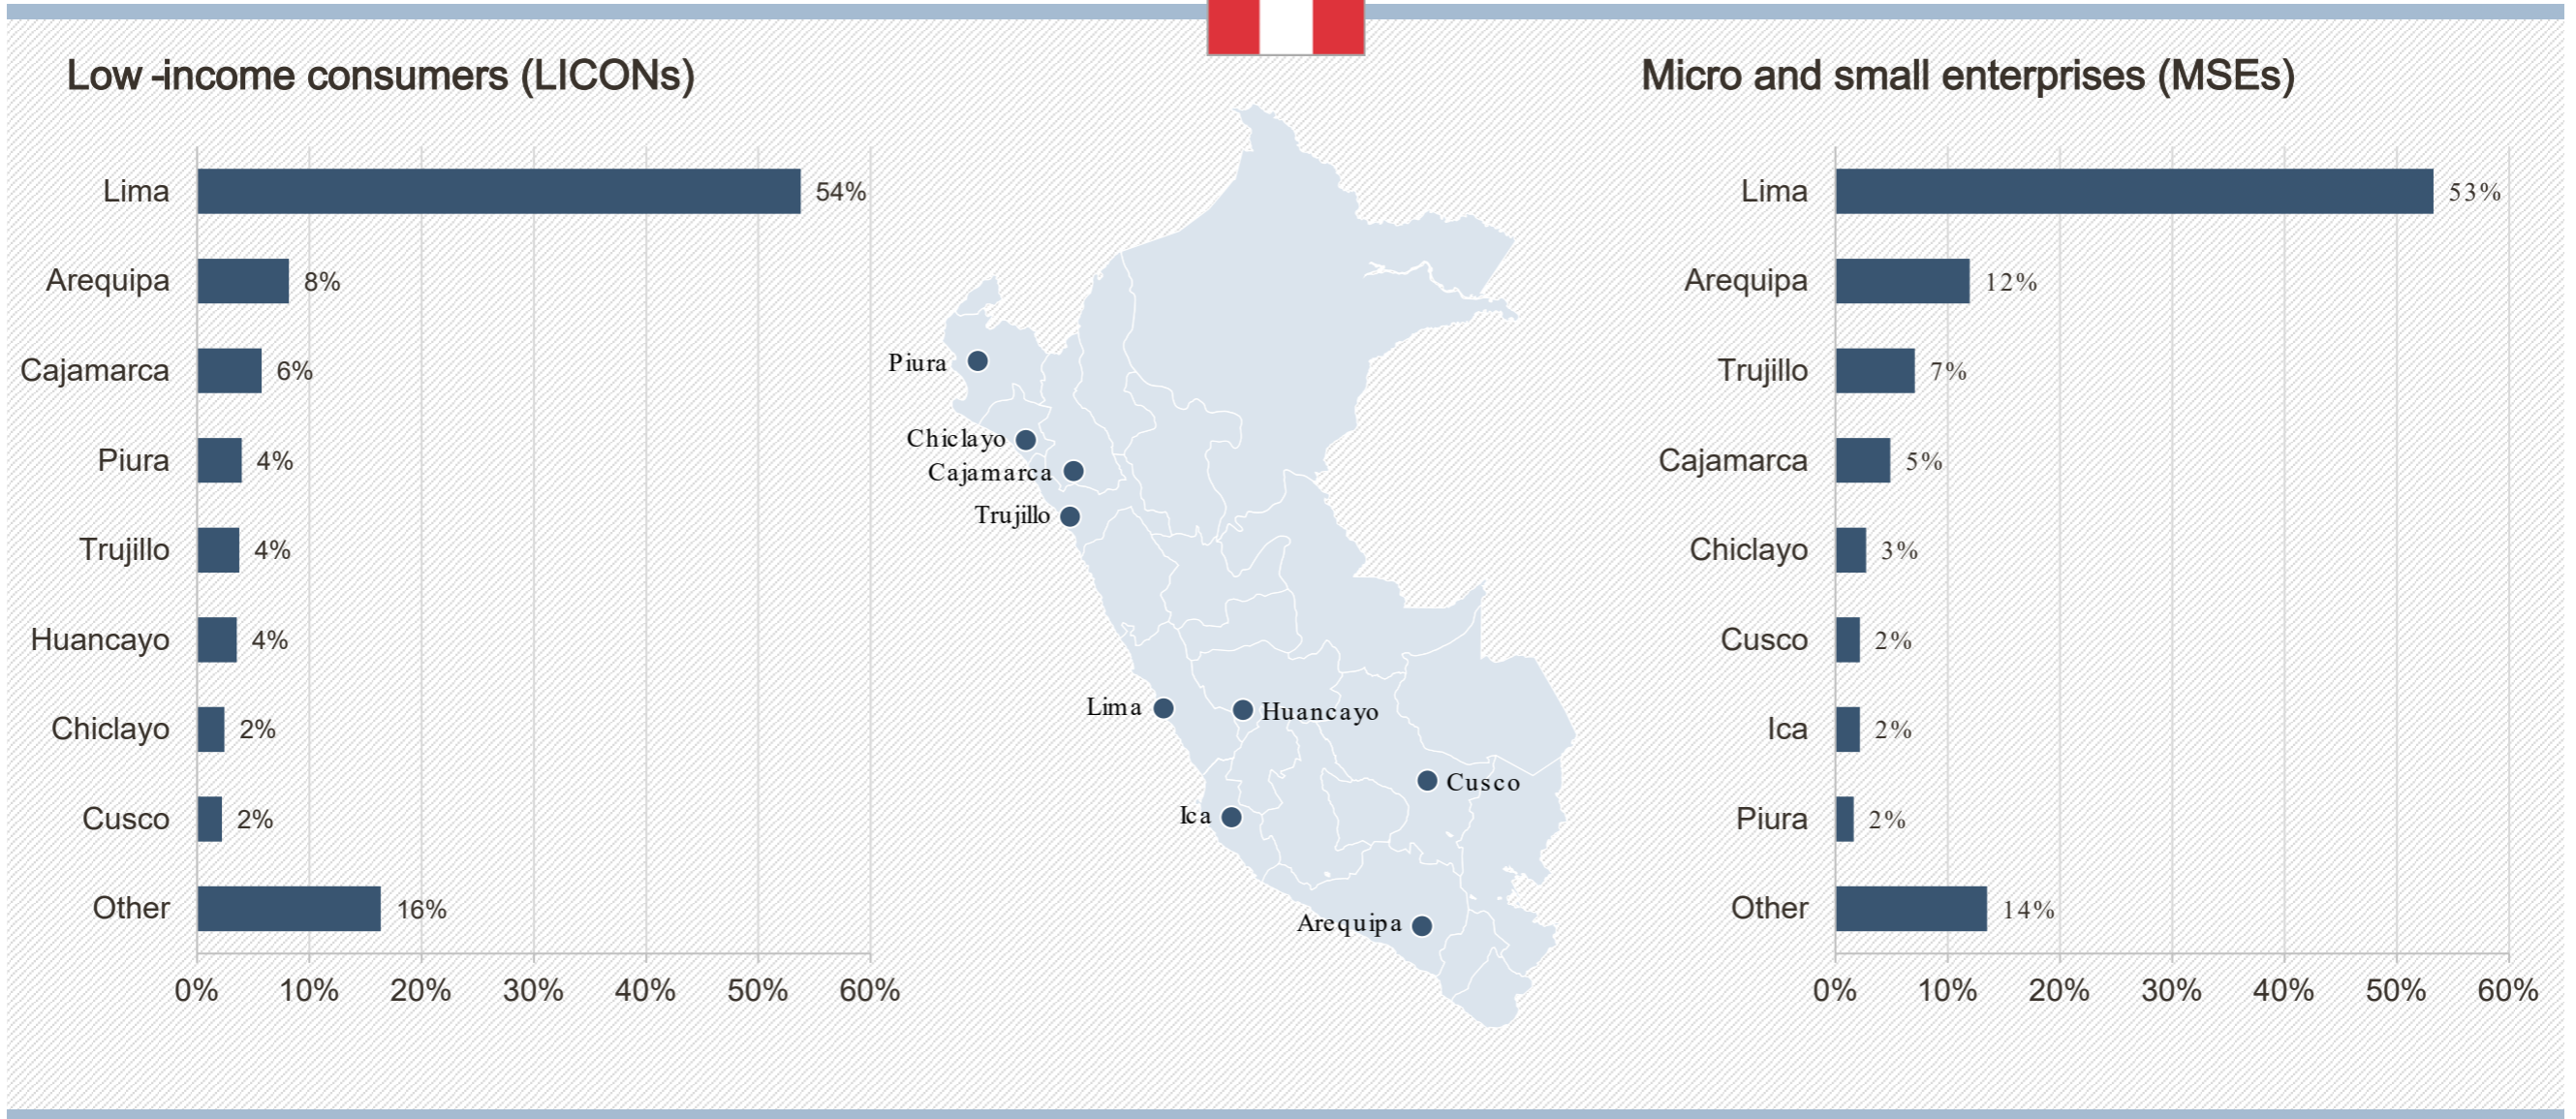 Low -income consumers (LICONs)
Lima
54%
Arequipa
8%
Cajamarca
6%
Piura
4%
Trujillo
4%
Huancayo
4%
Chiclayo
2%
Cusco
2%
Other
16%
0% 10% 20% 30% 40% 50% 60%
Piura
Chiclayo
Cajamarca
Trujillo
Lima
Huancayo
Cusco
Ica
Arequipa
Micro and small enterprises (MSEs)
Lima
53%
Arequipa
12%
Trujillo
7%
Cajamarca
5%
Chiclayo
3%
Cusco
2%
Ica
2%
Piura
2%
Other
14%
0% 10% 20% 30% 40% 50% 60%